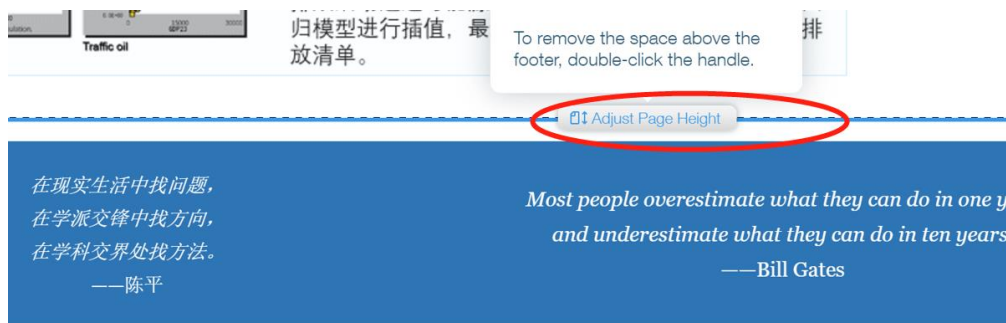 归模型进行插值，最
排
放清单。
15000
30000
GDP23
Traffic oil
To remove the space above the
footer, double-click the handle.
Adjust Page Height
在现实生活中找问题，
在学派交锋中找方向，
在学科交界处找方法。
——陈平
Most people overestimate what they can do in one y
and underestimate what they can do in ten years
——Bill Gates